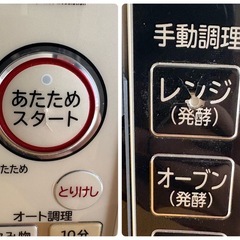 あたため
スタート
たため
とりけし
オート調理
み物
10分
手動調理
レンジ
(発酵)
オーブン
(発酵)